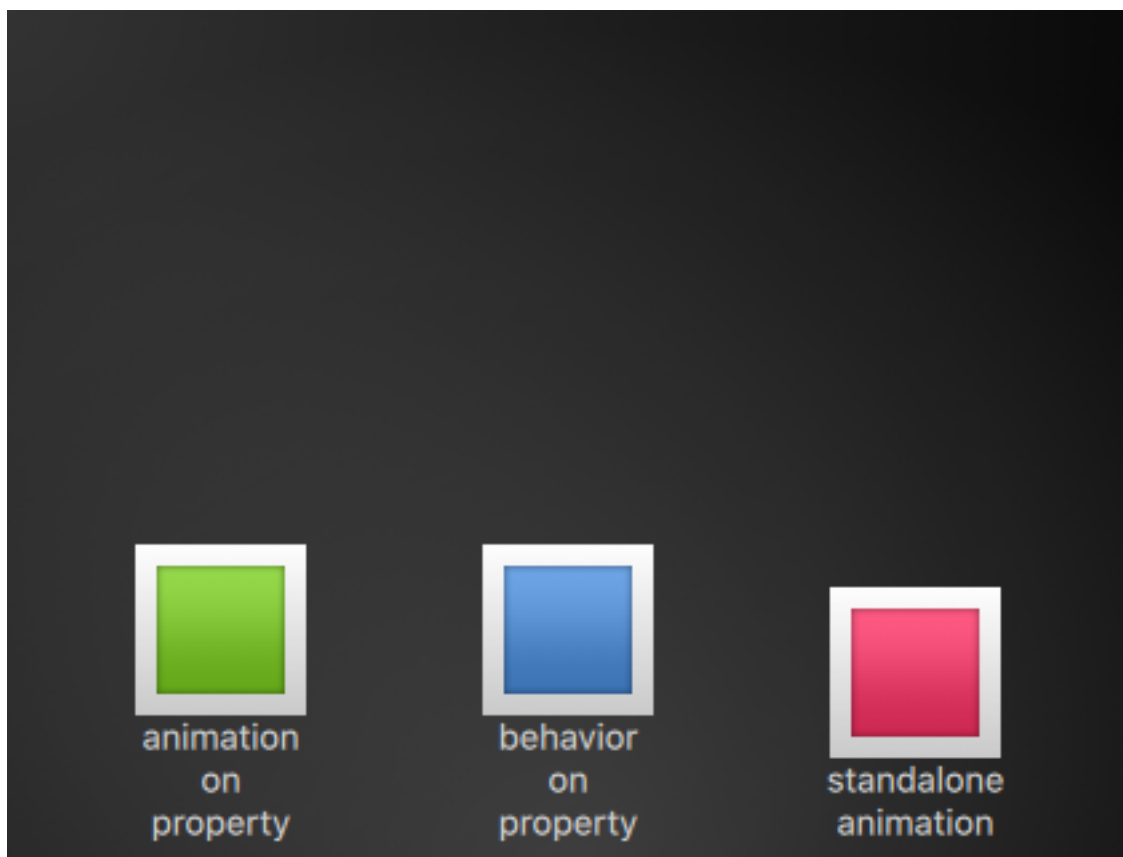 animation
on
property
behavior
on
property
standalone
animation